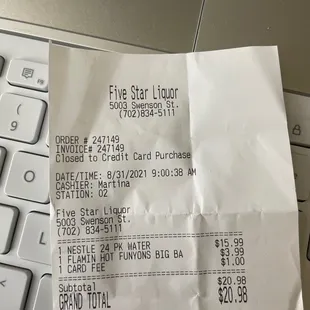 Five Star Liquor
5003 Swenson St.
(702)834-5111
ORDER # 247149
INVOICE# 247149
Closed to Credit Card Purchase
DATE/TIME: 8/31/2021 9:00:38 AM
CASHIER: Martina
STATION: 02
Five Star Liquor
5003 Swenson St.
(702) 834-5111
1 NESTLE 24 PK WATER $15.99
1 FLAMIN HOT FUNYONS BIG BA $3.99
1 CARD FEE $1.00
Subtotal $20.98
GRAND TOTAL $20.98